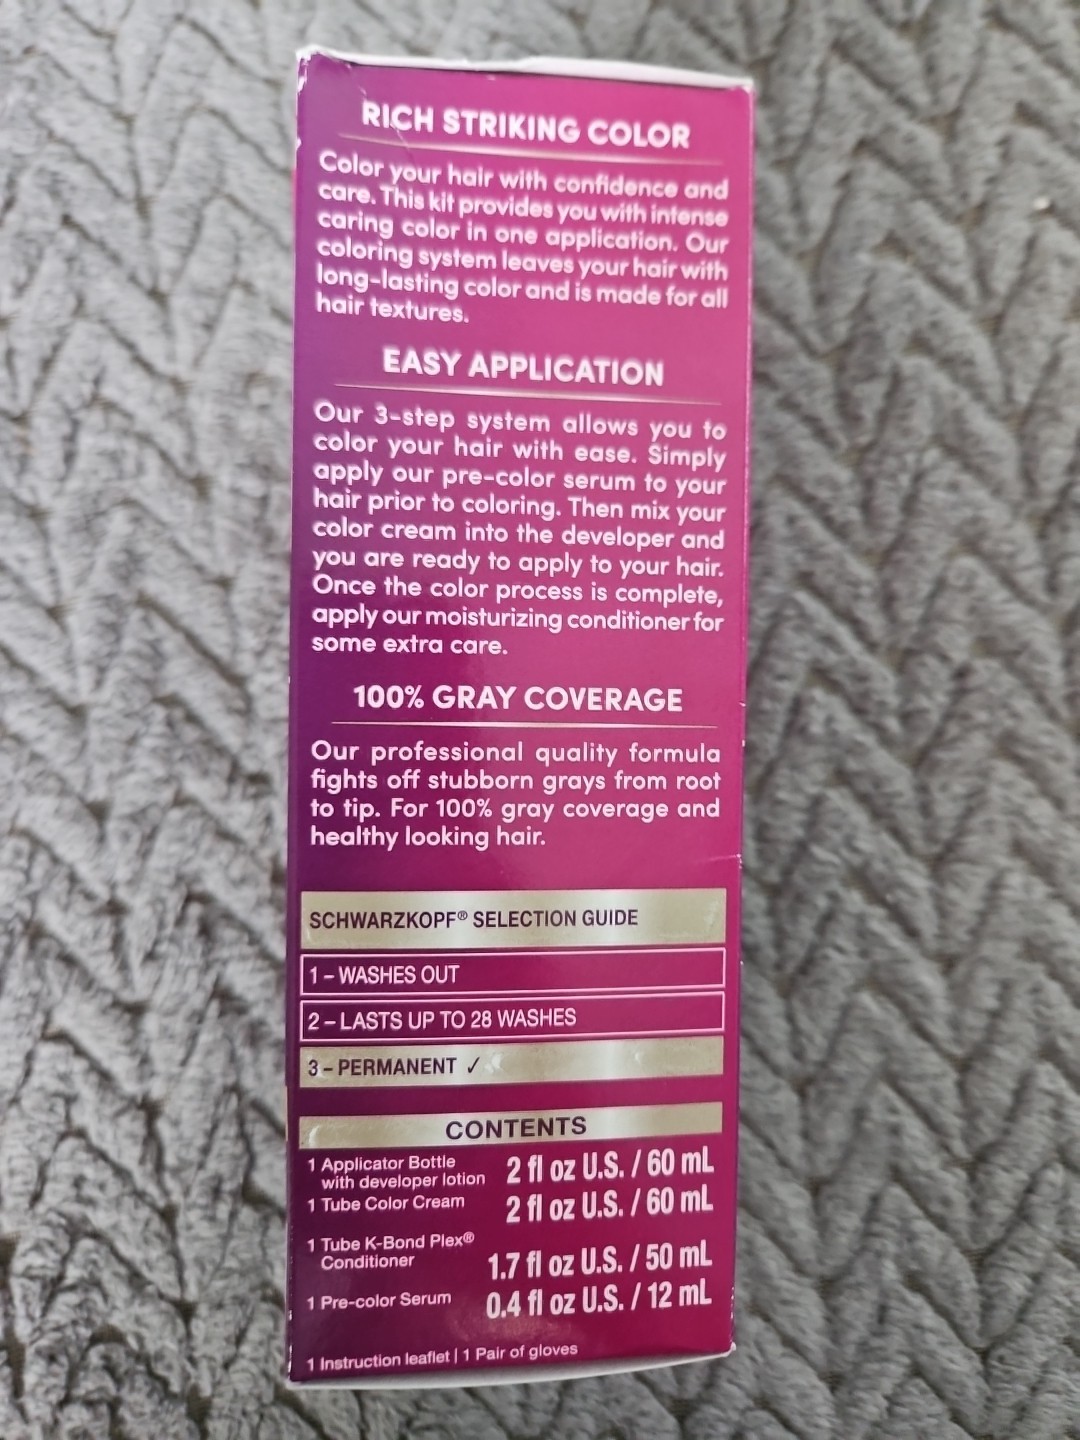 RICH STRIKING COLOR
Color your hair with confidence and
care. This kit provides you with intense
caring color in one application. Our
coloring system leaves your hair with
long-lasting color and is made for all
hair textures.
EASY APPLICATION
Our 3-step system allows you to
color your hair with ease. Simply
apply our pre-color serum to your
hair prior to coloring. Then mix your
color cream into the developer and
you are ready to apply to your hair.
Once the color process is complete,
apply our moisturizing conditioner for
some extra care.
100% GRAY COVERAGE
Our professional quality formula
fights off stubborn grays from root
to tip. For 100% gray coverage and
healthy looking hair.
SCHWARZKOPF® SELECTION GUIDE
1 – WASHES OUT
2 – LASTS UP TO 28 WASHES
3 – PERMANENT ✓
CONTENTS
1 Applicator Bottle
with developer lotion 2 fl oz U.S. / 60 mL
1 Tube Color Cream 2 fl oz U.S. / 60 mL
1 Tube K-Bond Plex®
Conditioner 1.7 fl oz U.S. / 50 mL
1 Pre-color Serum 0.4 fl oz U.S. / 12 mL
1 Instruction leaflet | 1 Pair of gloves